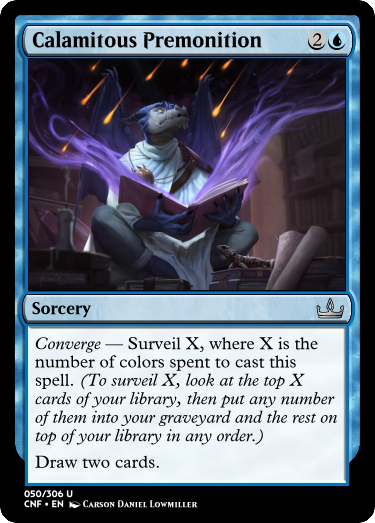 Calamitous Premonition 2
Sorcery
Converge — Surveil X, where X is the
number of colors spent to cast this
spell. (To surveil X, look at the top X
cards of your library, then put any number
of them into your graveyard and the rest on
top of your library in any order.)
Draw two cards.
050/306 U
CNF • EN Carson Daniel Lowmiller